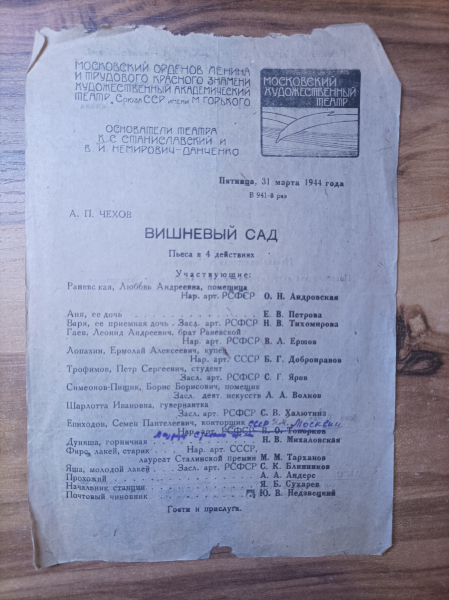 МОСКОВСКИЙ ОРДЕНОВ ЛЕНИНА
И ТРУДОВОГО КРАСНОГО ЗНАМЕНИ
ХУДОЖЕСТВЕННЫЙ АКАДЕМИЧЕСКИЙ
ТЕАТР СОЮЗА ССР ИМЕНИ М ГОРЬКОГО
МОСКОВСКИЙ
ХУДОЖЕСТВЕННЫЙ
ТЕАТР
ОСНОВАТЕЛИ ТЕАТРА
К.С СТАНИСЛАВСКИЙ И
В. И НЕМИРОВИЧ-ДАНЧЕНКО
Пятница, 31 марта 1944 года
В 941-й раз
А. П. ЧЕХОВ
ВИШНЕВЫЙ САД
Пьеса в 4 действиях
Участвующие:
Раневская, Любовь Андреевна, помещица
Нар. арт. РСФСР О. Н. Андровская
Аня, ее дочь Е. В. Петрова
Варя, ее приемная дочь - Засл. арт. РСФСР Н. В. Тихомирова
Гаев, Леонид Андреевич, брат Раневской
Нар. арт. РСФСР В. Л. Ершов
Лопахин, Ермолай Алексеевич, купец
Нар. арт. СССР Б. Г. Добронравов
Трофимов, Петр Сергеевич, студент
Засл. арт. РСФСР С. Г. Яров
Симеонов-Пищик, Борис Борисович, помещик
Засл. деят. искусств Л. А. Волков
Шарлотта Ивановна, гувернантка
Засл. арт. РСФСР С. В. Халютина
Епиходов, Семен Пантелеевич, конторщик СССР Москвин
Нар. арт. РСФСР В. О. Топорков
Дуняша, горничная Н. В. Михаловская
Фирс, лакей, старик Нар. арт. СССР,
лауреат Сталинской премии М. М. Тарханов
Яша, молодой лакей Засл. арт. РСФСР С. К. Блинников
Прохожий А. А. Андерс
Начальник станции Я. Б. Сухарев
Почтовый чиновник Ю. В. Недзвецкий
Гости и прислуга.